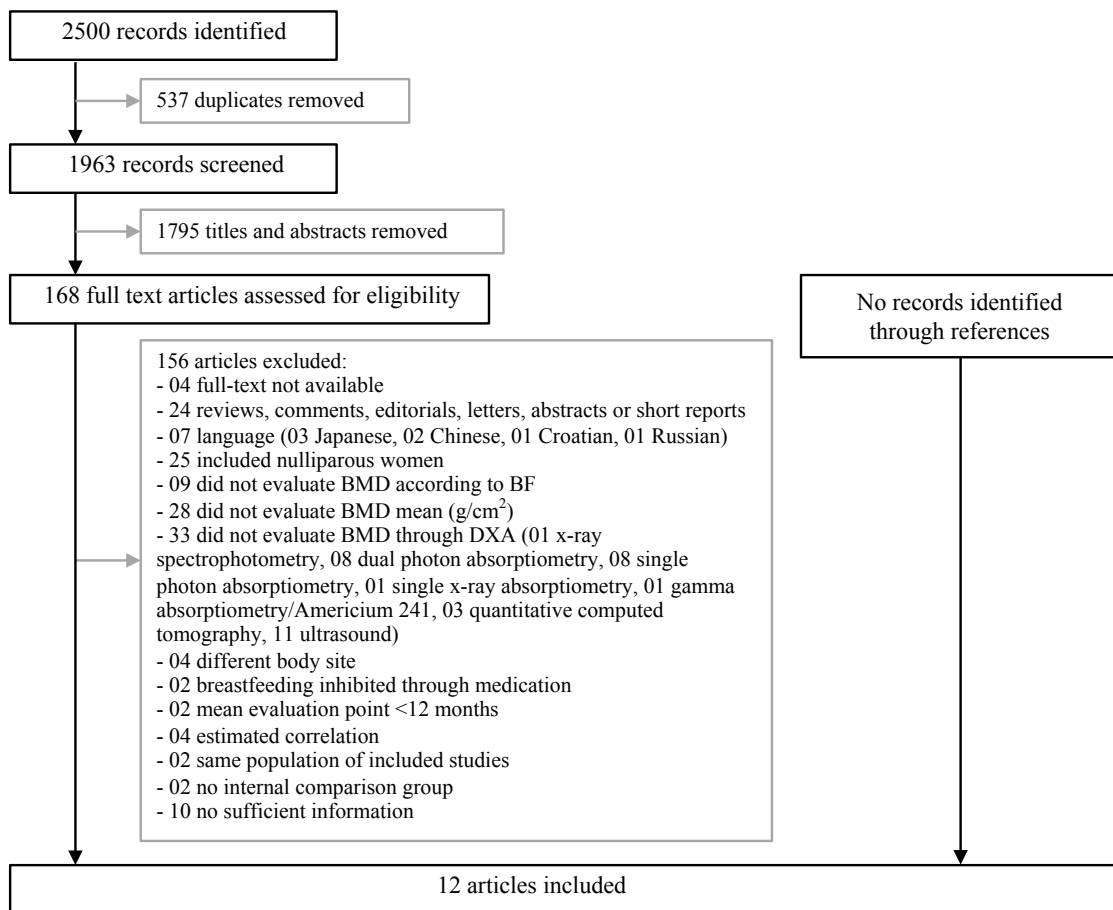 2500 records identified
537 duplicates removed
1963 records screened
1795 titles and abstracts removed
168 full text articles assessed for eligibility
No records identified
through references
156 articles excluded:
- 04 full-text not available
- 24 reviews, comments, editorials, letters, abstracts or short reports
- 07 language (03 Japanese, 02 Chinese, 01 Croatian, 01 Russian)
- 25 included nulliparous women
- 09 did not evaluate BMD according to BF
- 28 did not evaluate BMD mean (g/cm²)
- 33 did not evaluate BMD through DXA (01 x-ray
spectrophotometry, 08 dual photon absorptiometry, 08 single
photon absorptiometry, 01 single x-ray absorptiometry, 01 gamma
absorptiometry/Americium 241, 03 quantitative computed
tomography, 11 ultrasound)
- 04 different body site
- 02 breastfeeding inhibited through medication
- 02 mean evaluation point <12 months
- 04 estimated correlation
- 02 same population of included studies
- 02 no internal comparison group
- 10 no sufficient information
12 articles included